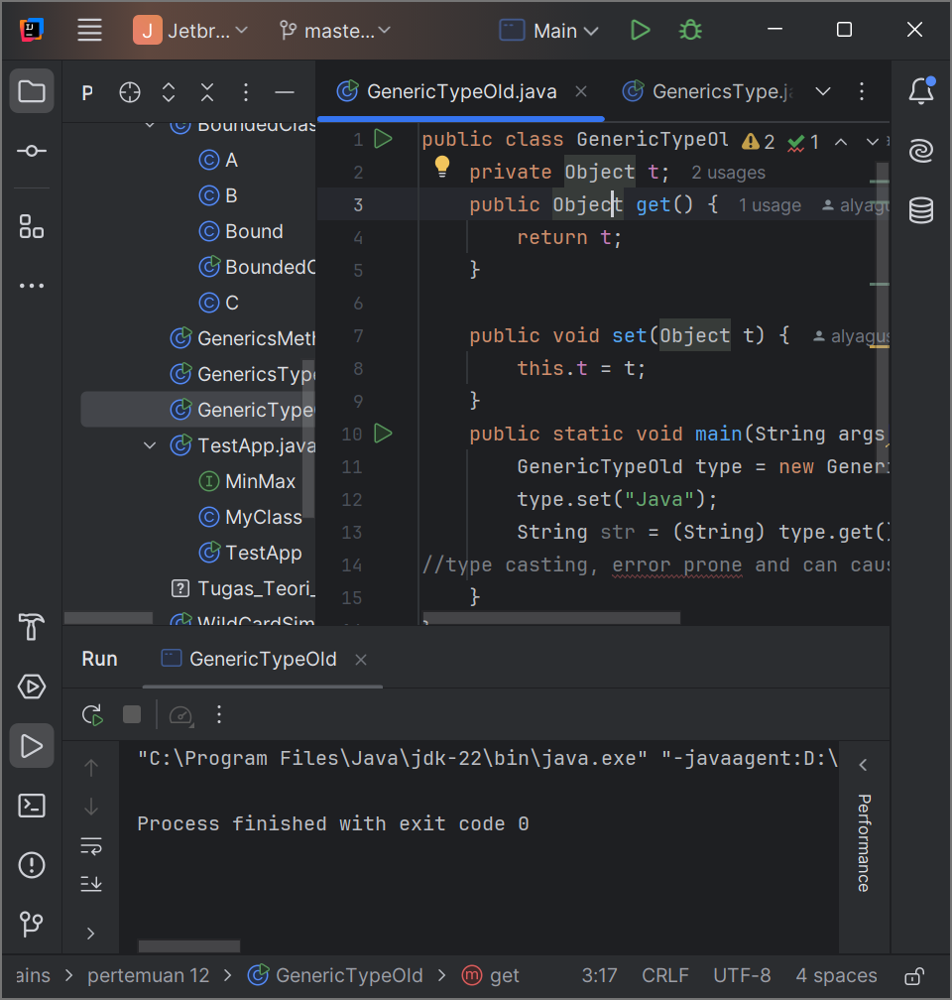 J Jetbr... maste... Main
P GenericTypeOld.java GenericsType.ja
BoundedClas
A
B
Bound
BoundedC
C
GenericsMeth
GenericsType
GenericType
TestApp.java
MinMax
MyClass
TestApp
Tugas_Teori_
WildCardSim
1 public class GenericTypeOl 2 1
2 private Object t; 2 usages
3 public Object get() { 1 usage alyagu
4 return t;
5 }
6
7 public void set(Object t) { alyagus
8 this.t = t;
9 }
10 public static void main(String args
11 GenericTypeOld type = new Generi
12 type.set("Java");
13 String str = (String) type.get()
14 //type casting, error prone and can caus
15 }
Run GenericTypeOld
"C:\Program Files\Java\jdk-22\bin\java.exe" "-javaagent:D:\
Process finished with exit code 0
Performance
ains > pertemuan 12 > GenericTypeOld > get 3:17 CRLF UTF-8 4 spaces